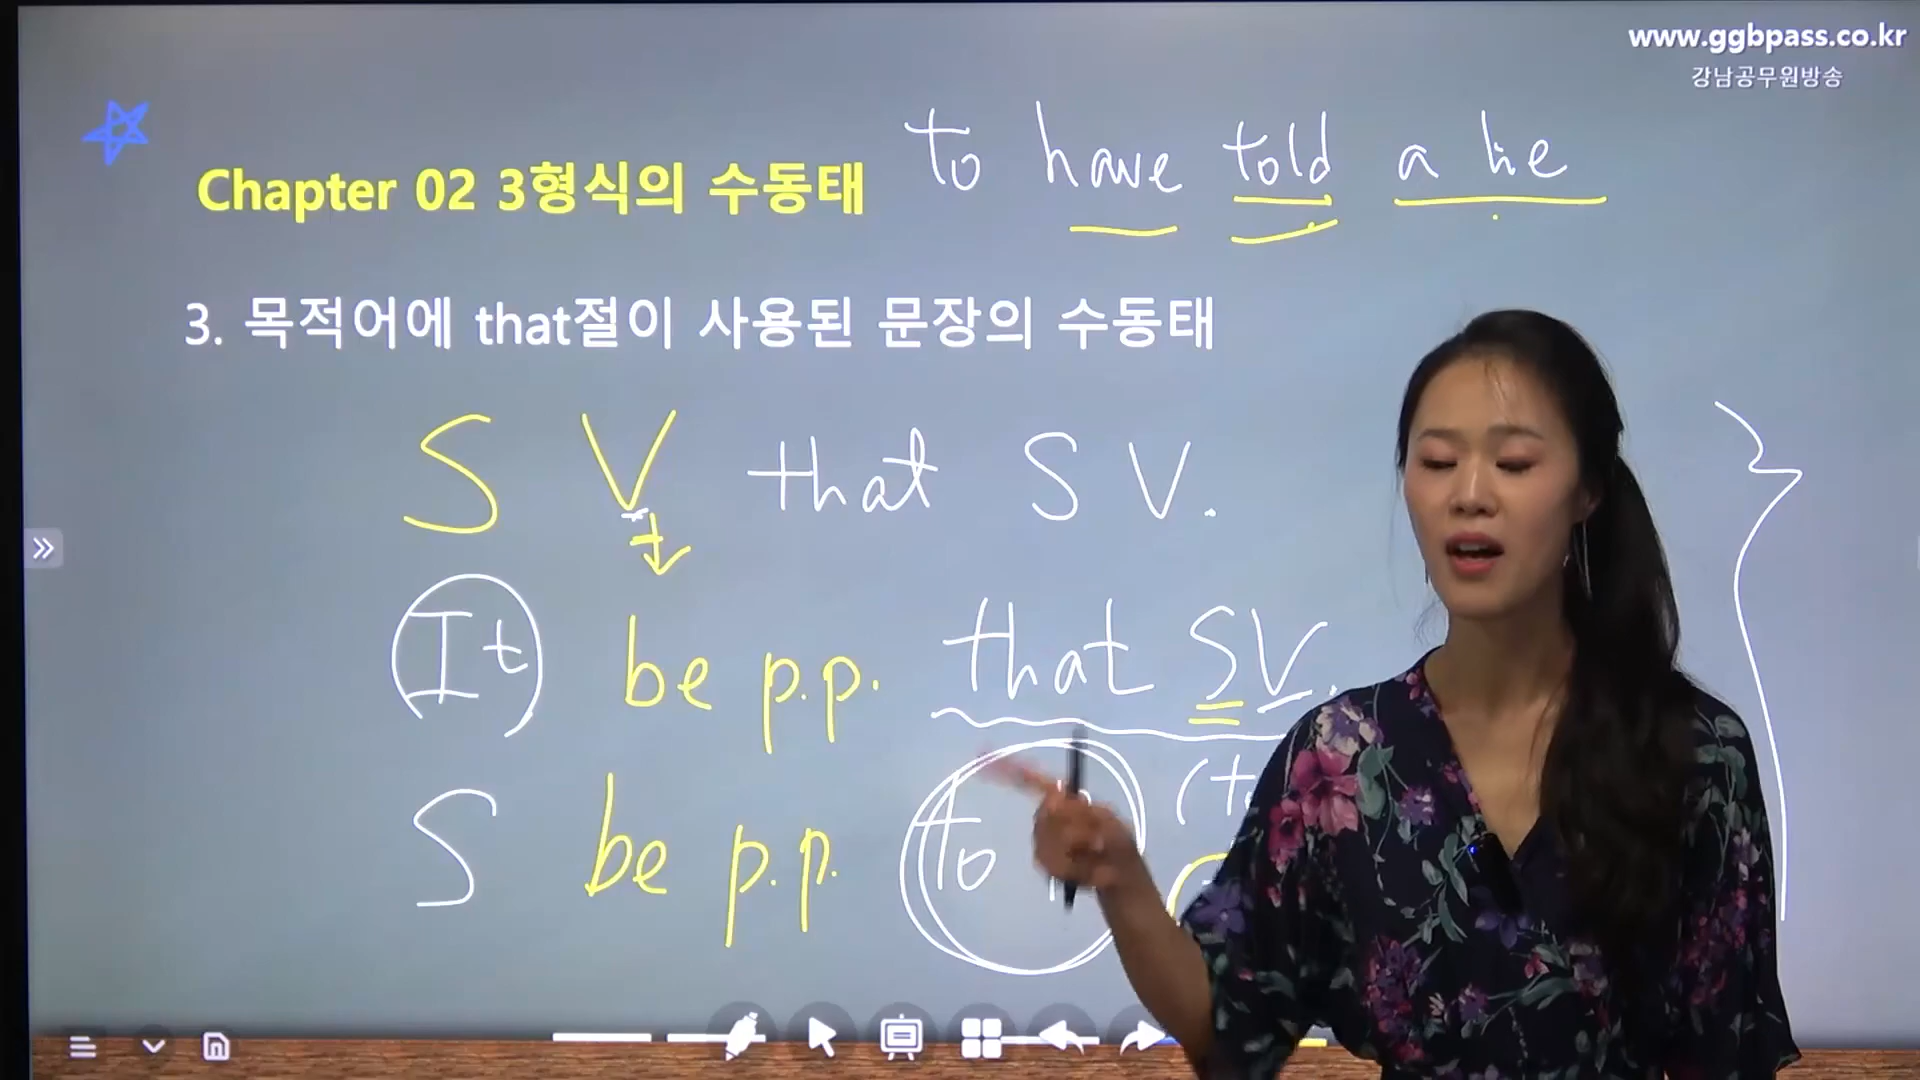 www.ggbpass.co.kr
강남공무원방송
to have told a lie
Chapter 02 3형식의 수동태
3. 목적어에 that절이 사용된 문장의 수동태
S V that S V.
It be p.p. that SV.
S be p.p. to